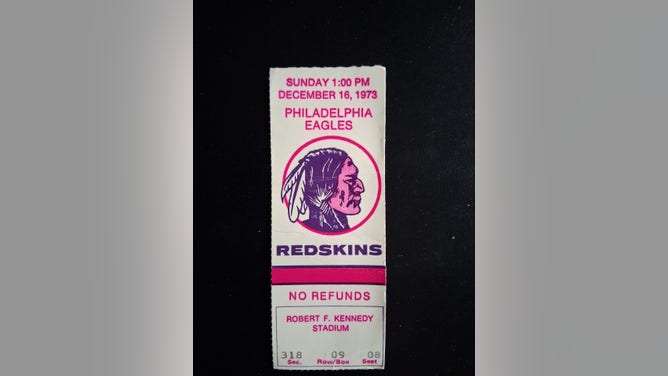 SUNDAY 1:00 PM
DECEMBER 16, 1973
PHILADELPHIA
EAGLES
REDSKINS
NO REFUNDS
ROBERT F. KENNEDY
STADIUM
318 09 08
Sec. Row/Box Seat